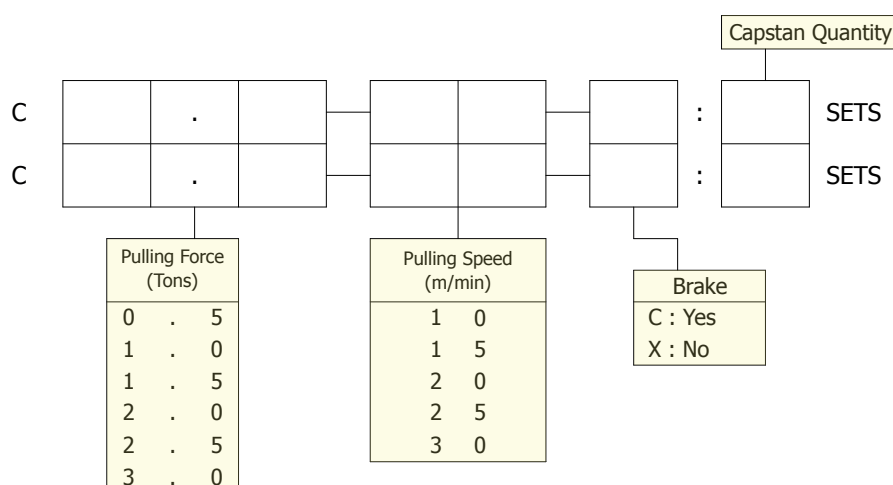 Capstan Quantity
C . : SETS
C . : SETS
Pulling Force
(Tons)
0 . 5
1 . 0
1 . 5
2 . 0
2 . 5
3 . 0
Pulling Speed
(m/min)
1 0
1 5
2 0
2 5
3 0
Brake
C : Yes
X : No